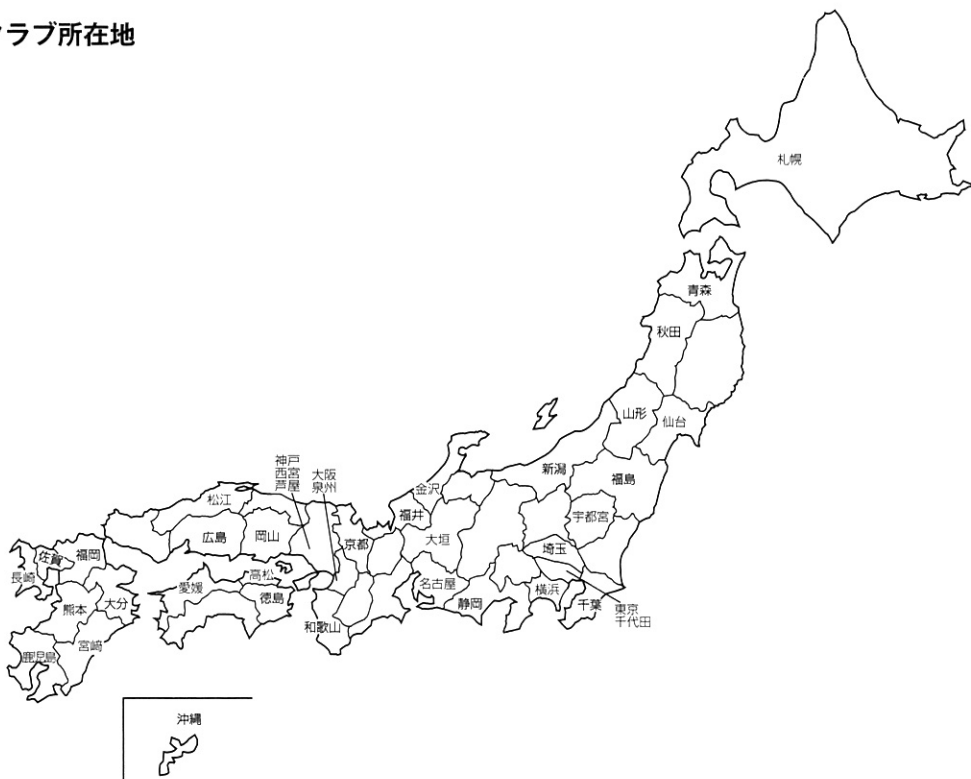 クラブ所在地
札幌
青森
秋田
山形
仙台
新潟
福島
金沢
福井
宇都宮
大垣
埼玉
名古屋
静岡
横浜
千葉
東京
千代田
神戸
西宮
芦屋
大阪
泉州
京都
和歌山
松江
広島
岡山
高松
愛媛
徳島
佐賀
福岡
長崎
大分
熊本
宮﨑
鹿児島
沖縄